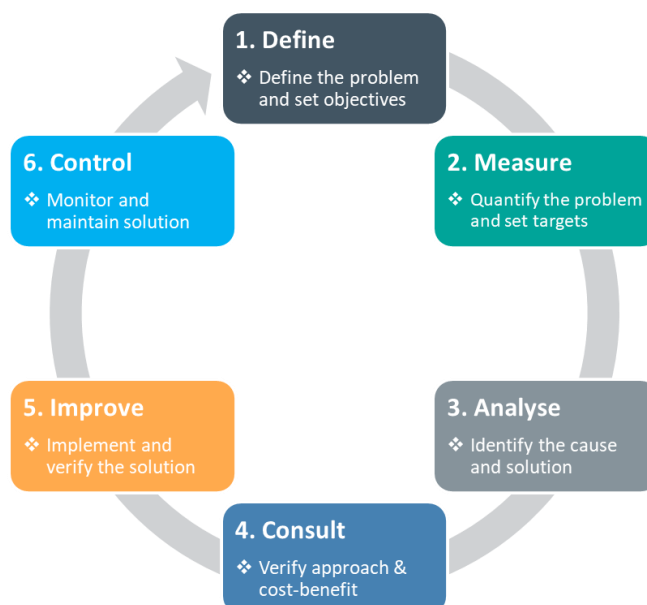 1. Define
❖ Define the problem
and set objectives
2. Measure
❖ Quantify the problem
and set targets
3. Analyse
❖ Identify the cause
and solution
4. Consult
❖ Verify approach &
cost-benefit
5. Improve
❖ Implement and
verify the solution
6. Control
❖ Monitor and
maintain solution